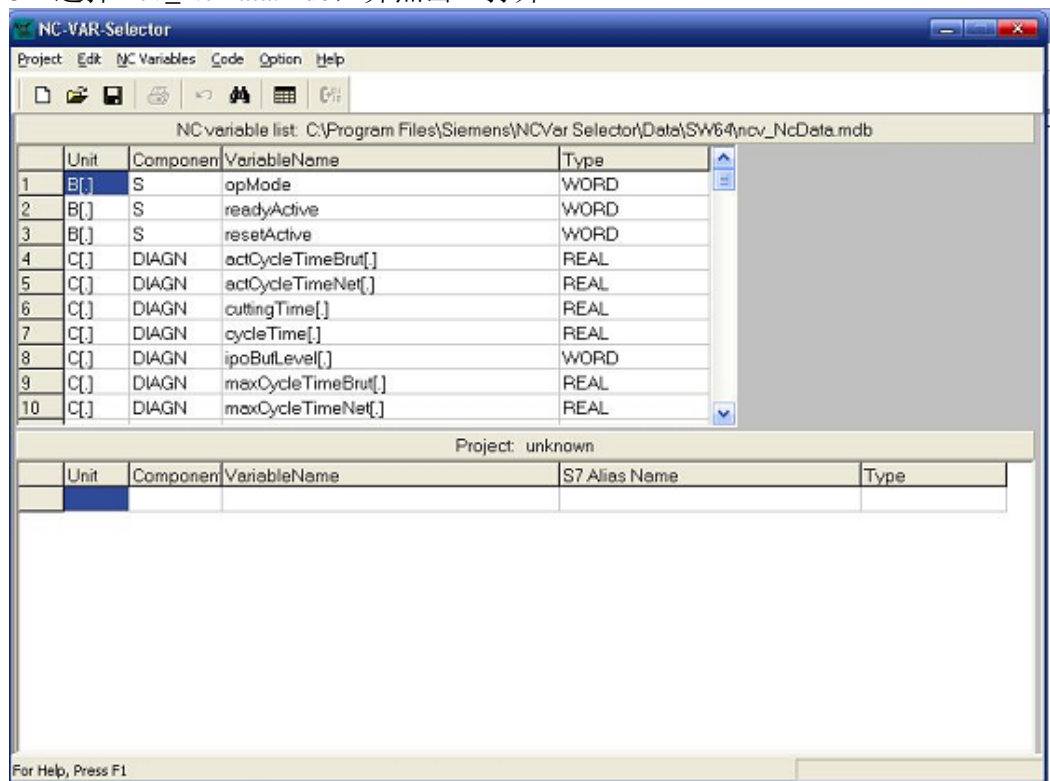 NC-VAR-Selector
Project Edit NC Variables Code Option Help
NC variable list: C:\Program Files\Siemens\NCVar Selector\Data\SW64\ncv_NcData.mdb
Unit Componen VariableName Type
1 B[.] S opMode WORD
2 B[.] S readyActive WORD
3 B[.] S resetActive WORD
4 C[.] DIAGN actCycleTimeBrut[.] REAL
5 C[.] DIAGN actCycleTimeNet[.] REAL
6 C[.] DIAGN cuttingTime[.] REAL
7 C[.] DIAGN cycleTime[.] REAL
8 C[.] DIAGN ipoBufLevel[.] WORD
9 C[.] DIAGN maxCycleTimeBrut[.] REAL
10 C[.] DIAGN maxCycleTimeNet[.] REAL
Project: unknown
Unit Componen VariableName S7 Alias Name Type
For Help, Press F1